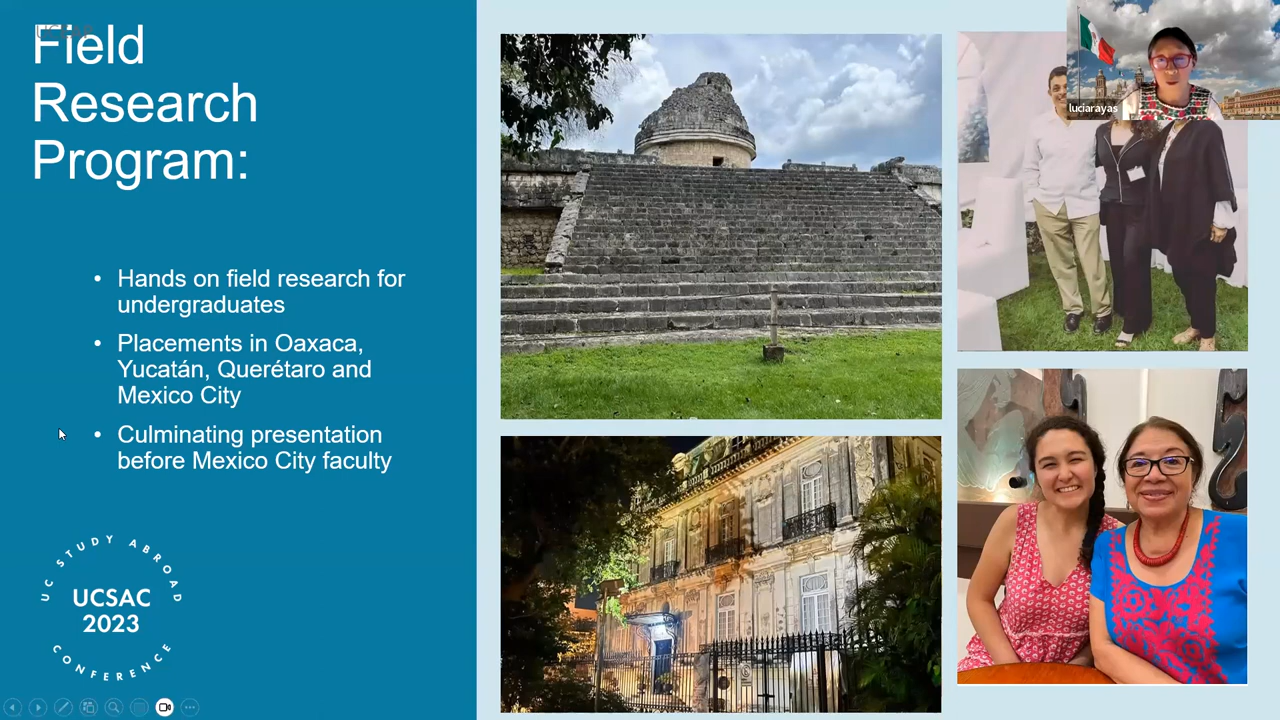 Field
Research
Program:
• Hands on field research for
undergraduates
• Placements in Oaxaca,
Yucatán, Querétaro and
Mexico City
• Culminating presentation
before Mexico City faculty
UC STUDY ABROAD
UCSAC
2023
CONFERENCE
luciarayas